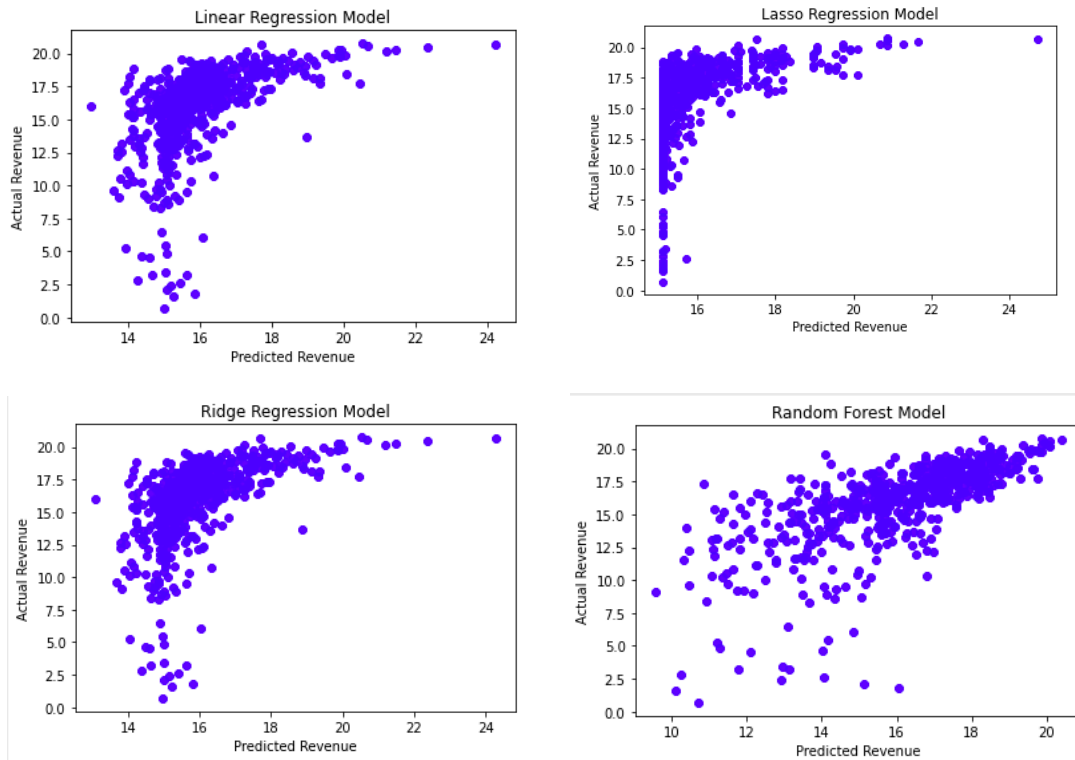 Linear Regression Model
Actual Revenue
20.0
17.5
15.0
12.5
10.0
7.5
5.0
2.5
0.0
14 16 18 20 22 24
Predicted Revenue
Lasso Regression Model
Actual Revenue
20.0
17.5
15.0
12.5
10.0
7.5
5.0
2.5
0.0
16 18 20 22 24
Predicted Revenue
Ridge Regression Model
Actual Revenue
20.0
17.5
15.0
12.5
10.0
7.5
5.0
2.5
0.0
14 16 18 20 22 24
Predicted Revenue
Random Forest Model
Actual Revenue
20.0
17.5
15.0
12.5
10.0
7.5
5.0
2.5
0.0
10 12 14 16 18 20
Predicted Revenue